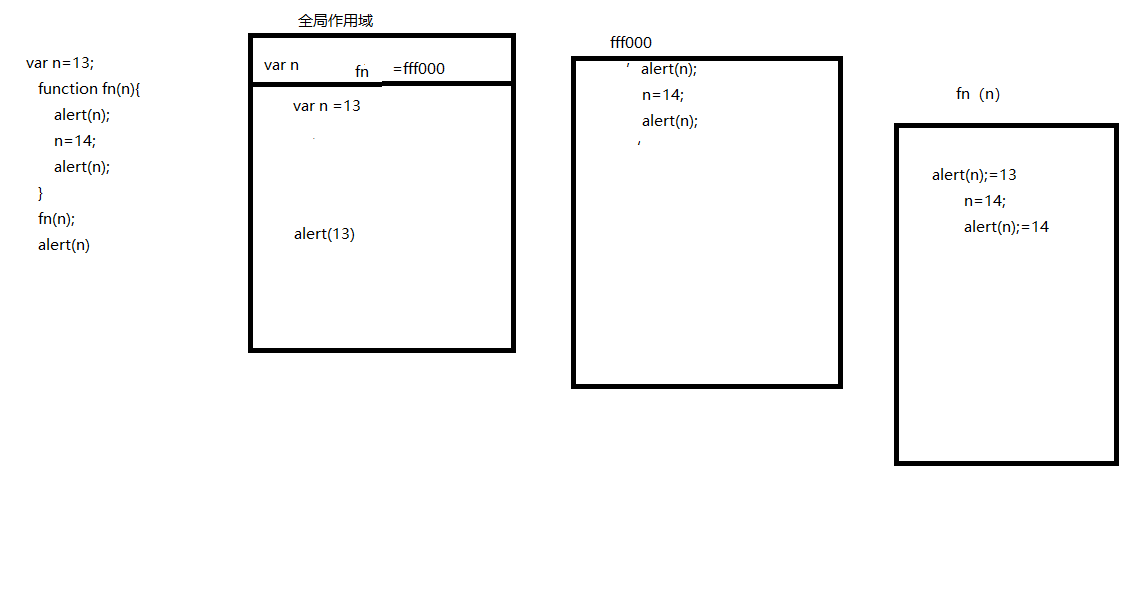 var n=13;
function fn(n){
alert(n);
n=14;
alert(n);
}
fn(n);
alert(n)
全局作用域
var n
fn
=fff000
var n =13
alert(13)
fff000
' alert(n);
n=14;
alert(n);
'
fn（n）
alert(n);=13
n=14;
alert(n);=14